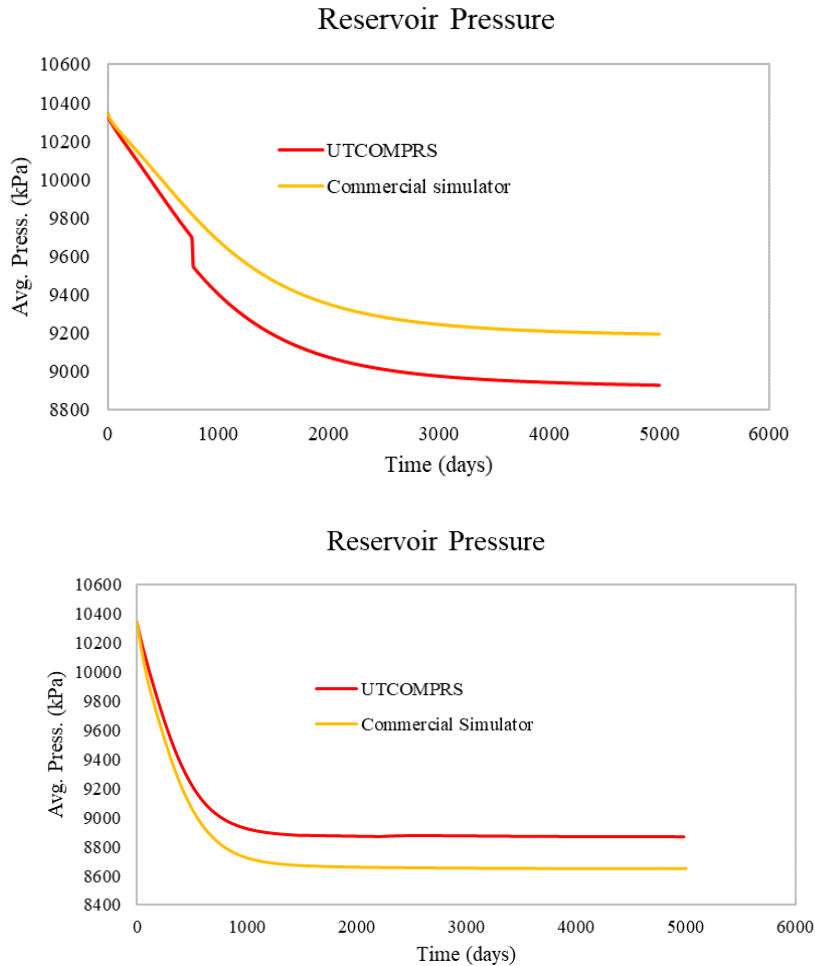 Reservoir Pressure
10600
10400
10200
10000
9800
9600
9400
9200
9000
8800
Avg. Press. (kPa)
UTCOMPRS
Commercial simulator
0 1000 2000 3000 4000 5000 6000
Time (days)
Reservoir Pressure
10600
10400
10200
10000
9800
9600
9400
9200
9000
8800
8600
8400
Avg. Press. (kPa)
UTCOMPRS
Commercial Simulator
0 1000 2000 3000 4000 5000 6000
Time (days)